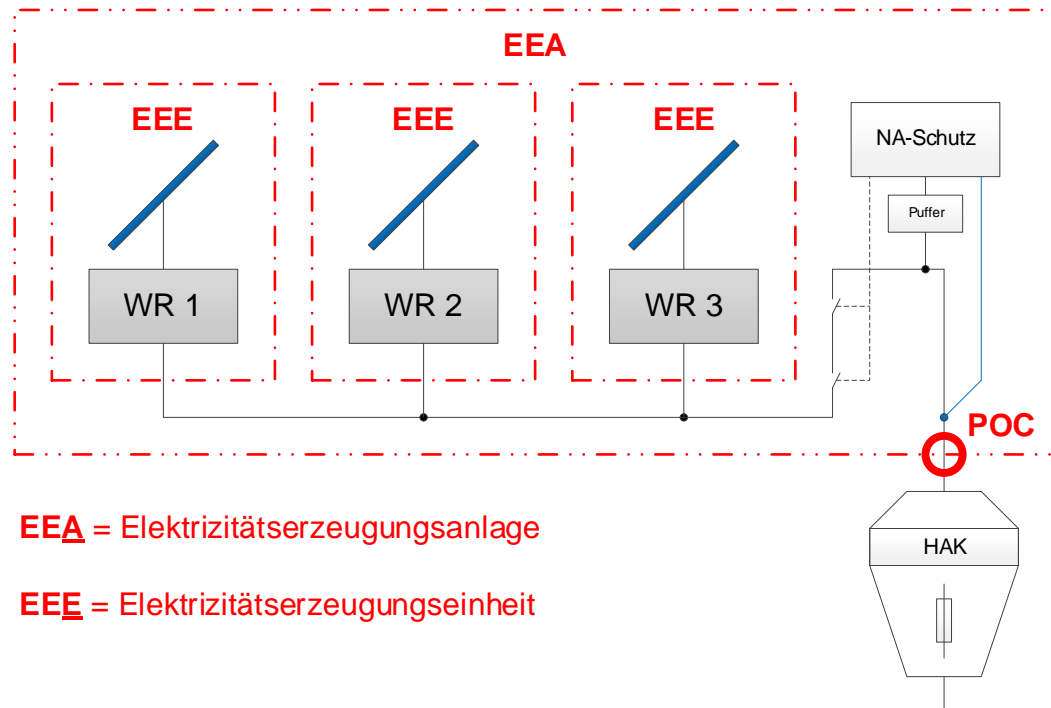 EEA
EEE
EEE
EEE
NA-Schutz
Puffer
WR 1
WR 2
WR 3
POC
HAK
EEA = Elektrizitätserzeugungsanlage
EEE = Elektrizitätserzeugungseinheit